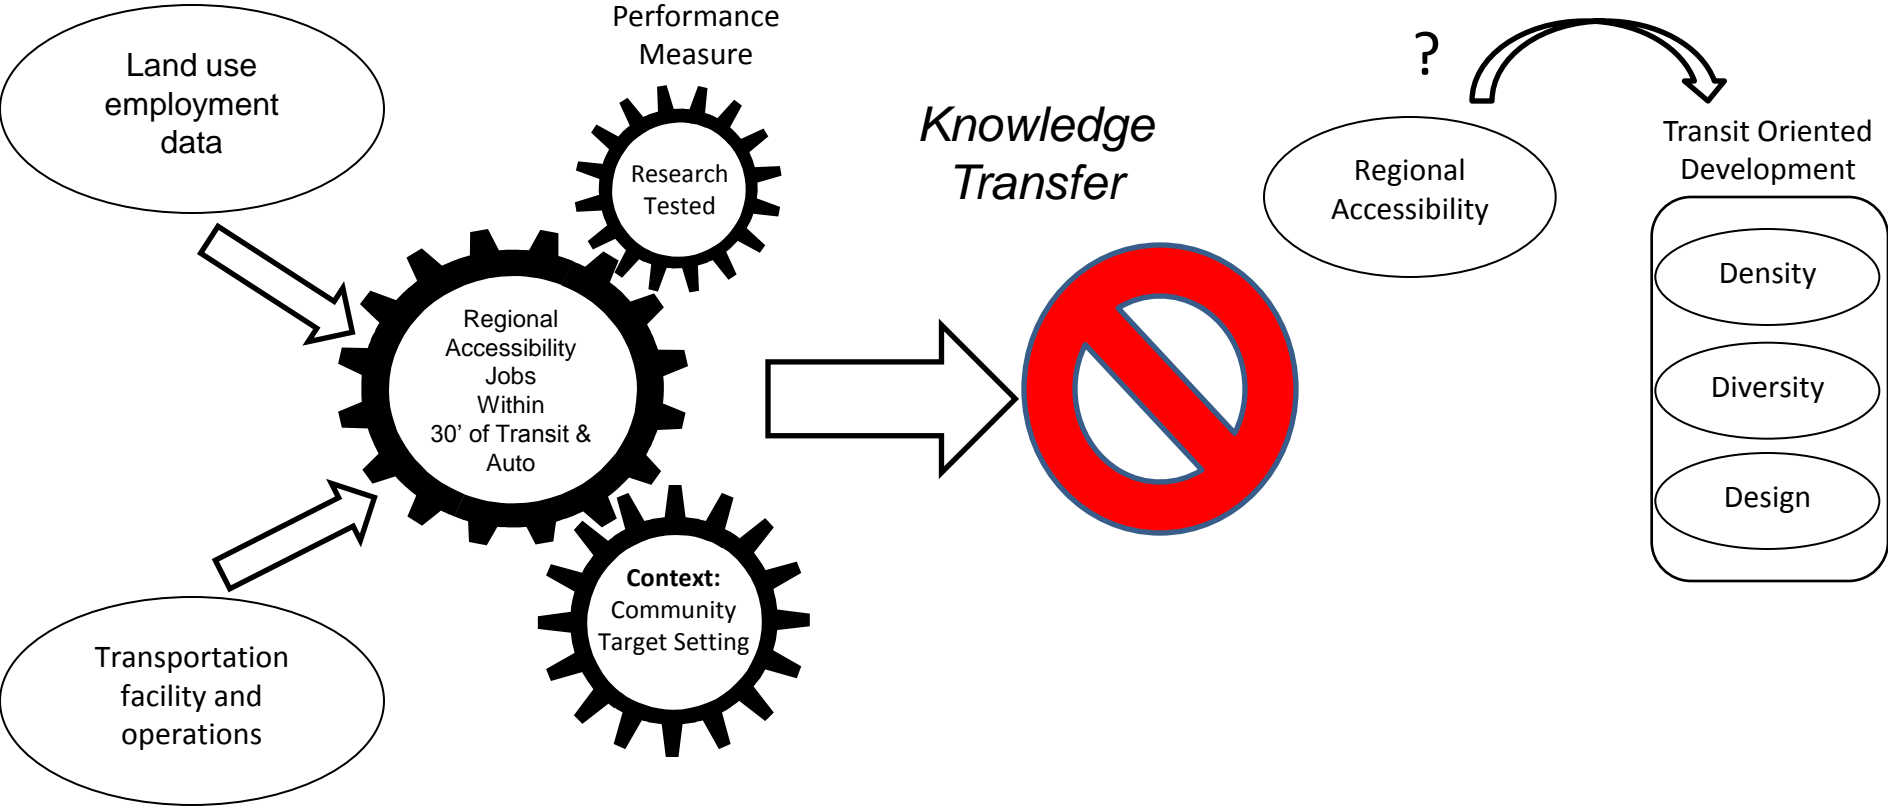 Land use
employment
data
Performance
Measure
Research
Tested
Regional
Accessibility
Jobs
Within
30’ of Transit &
Auto
Context:
Community
Target Setting
Transportation
facility and
operations
Knowledge
Transfer
?
Regional
Accessibility
Transit Oriented
Development
Density
Diversity
Design